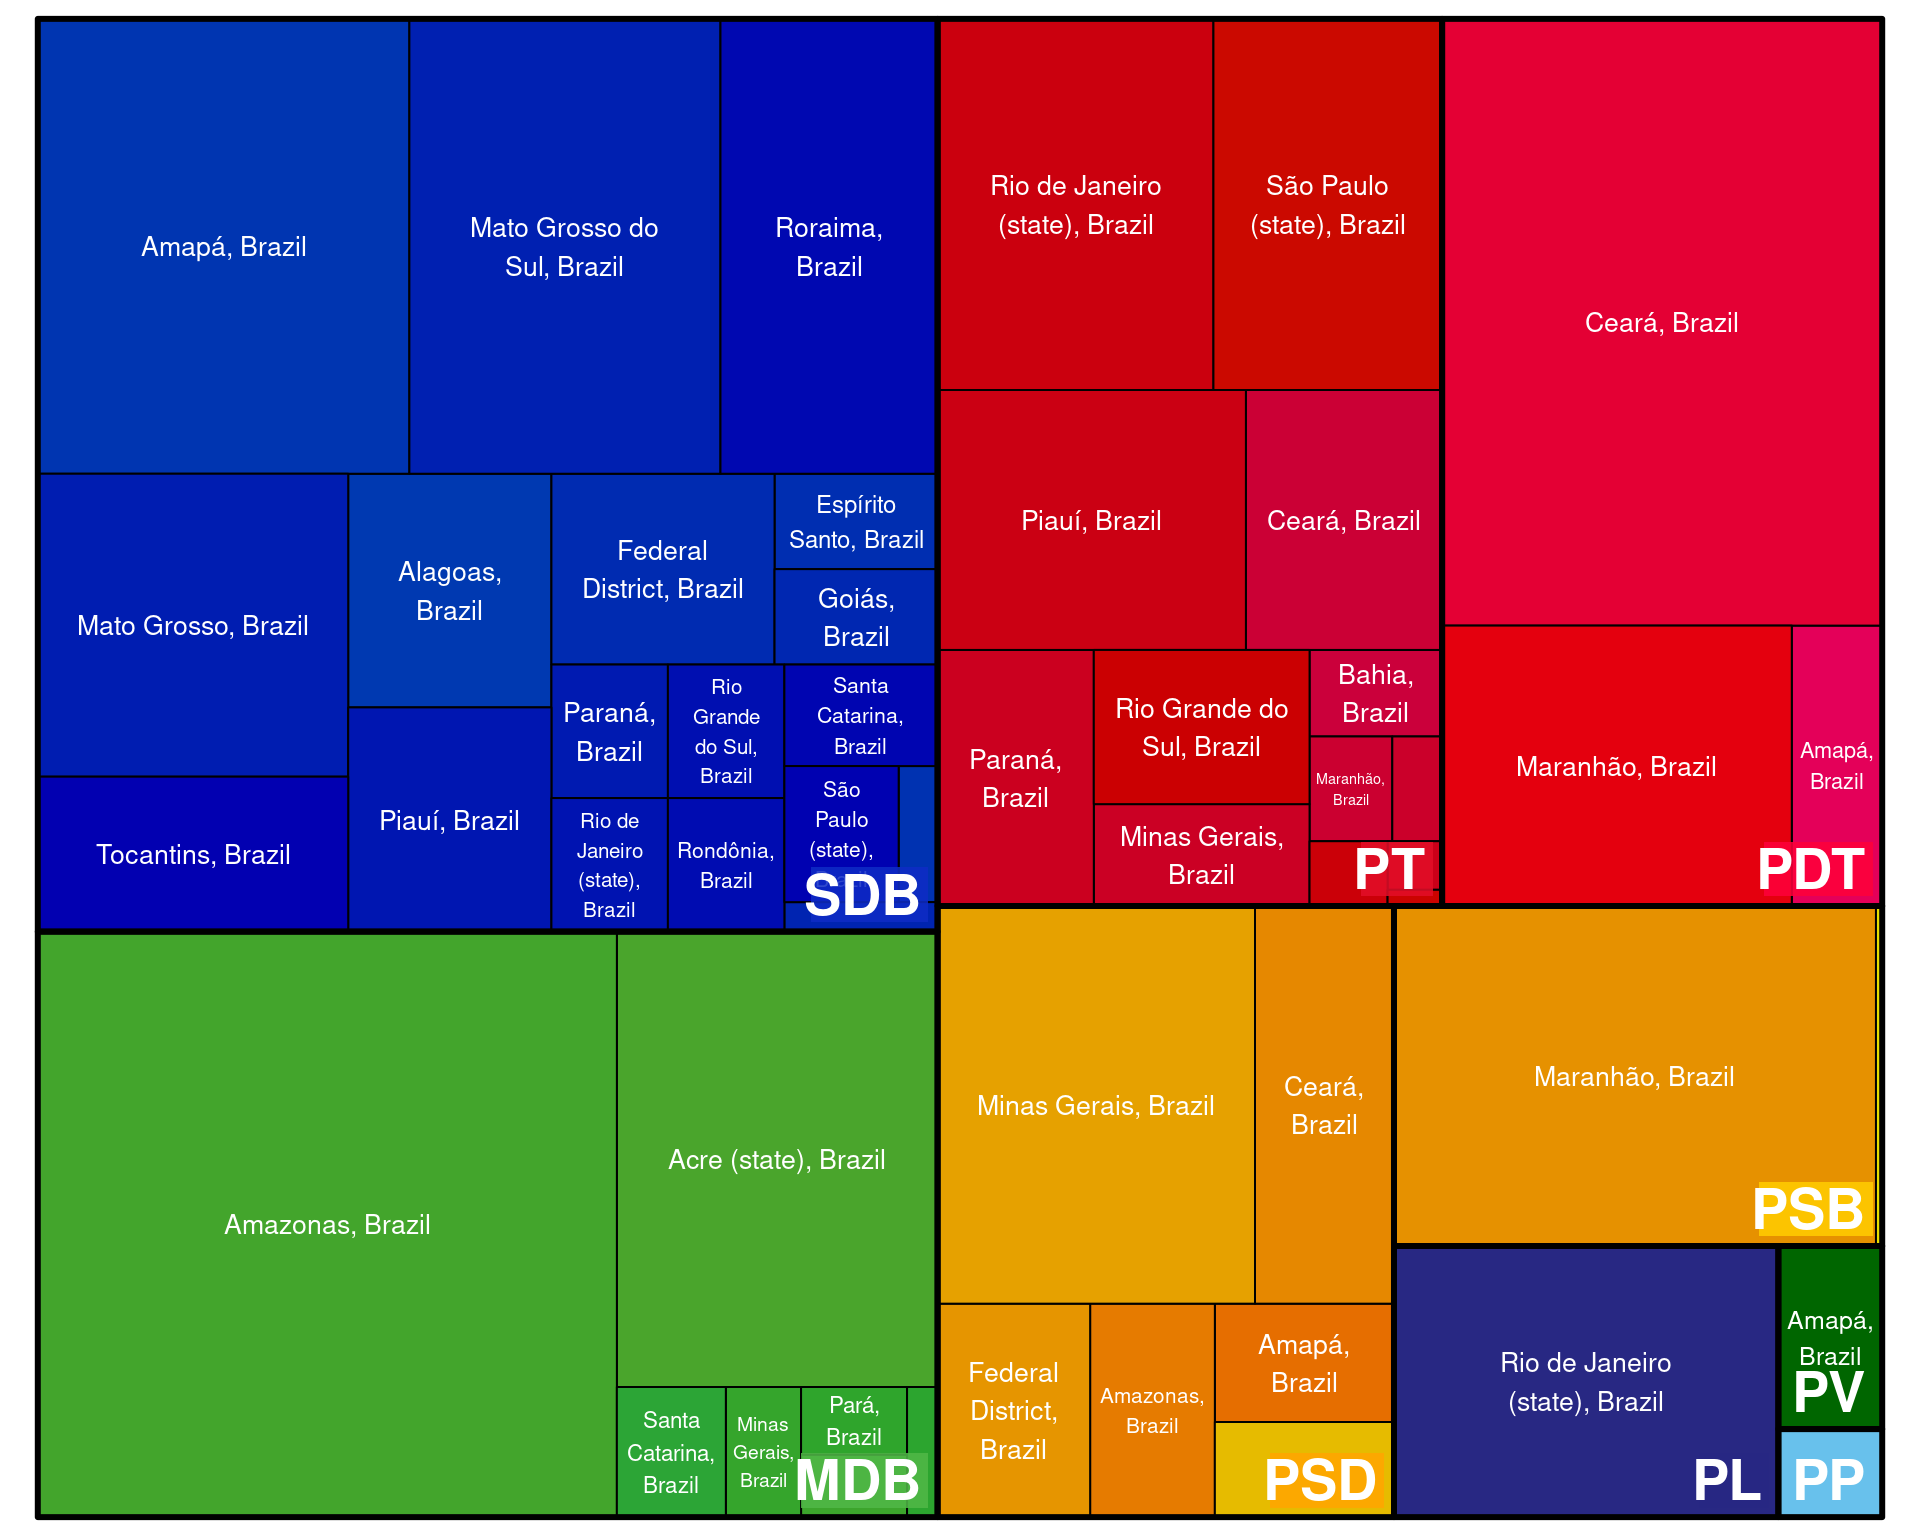 Amapá, Brazil
Mato Grosso do
Sul, Brazil
Roraima,
Brazil
Mato Grosso, Brazil
Tocantins, Brazil
Alagoas,
Brazil
Piauí, Brazil
Federal
District, Brazil
Espírito
Santo, Brazil
Goiás,
Brazil
Paraná,
Brazil
Rio
Grande
do Sul,
Brazil
Santa
Catarina,
Brazil
Rio de
Janeiro
(state),
Brazil
Rondônia,
Brazil
São
Paulo
(state),
Brazil
SDB
Rio de Janeiro
(state), Brazil
São Paulo
(state), Brazil
Piauí, Brazil
Ceará, Brazil
Paraná,
Brazil
Rio Grande do
Sul, Brazil
Minas Gerais,
Brazil
Bahia,
Brazil
Maranhão,
Brazil
PT
Ceará, Brazil
Maranhão, Brazil
Amapá,
Brazil
PDT
Amazonas, Brazil
Acre (state), Brazil
Santa
Catarina,
Brazil
Minas
Gerais,
Brazil
Pará,
Brazil
MDB
Minas Gerais, Brazil
Ceará,
Brazil
Federal
District,
Brazil
Amazonas,
Brazil
Amapá,
Brazil
PSD
Maranhão, Brazil
PSB
Rio de Janeiro
(state), Brazil
PL
Amapá,
Brazil
PV
PP